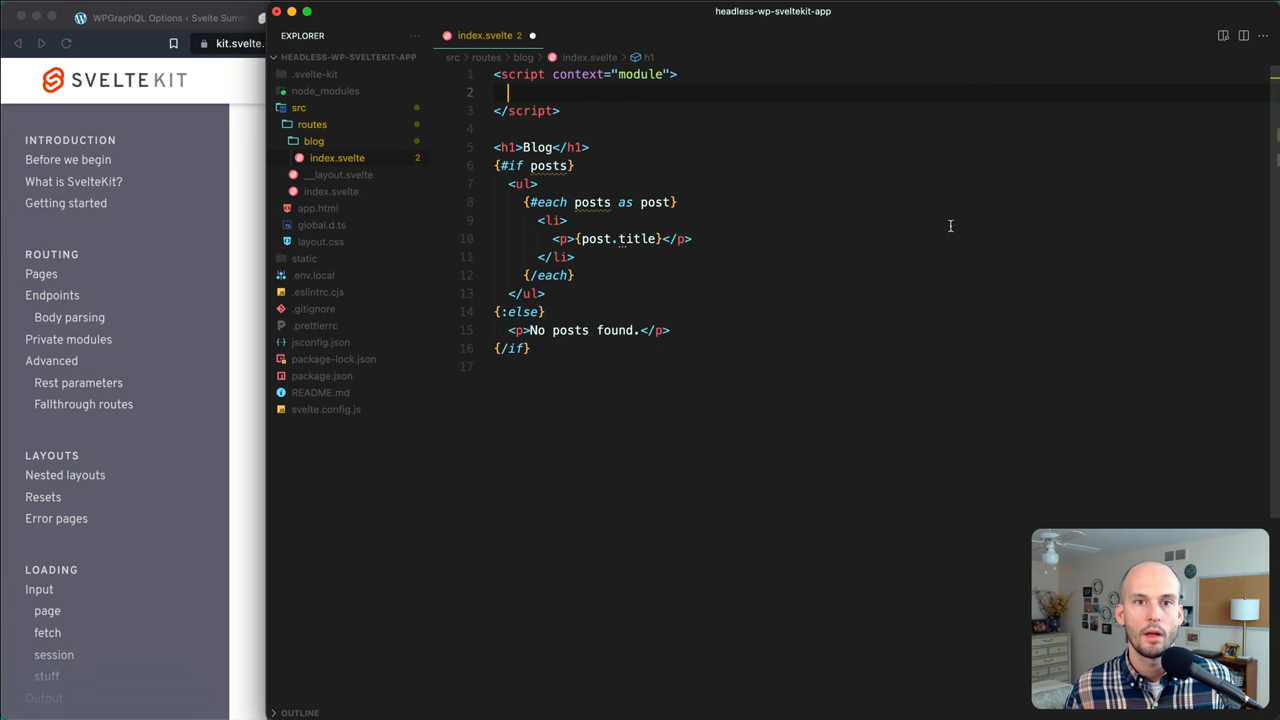 WPGraphQL Options ‹ Svelte Summ
kit.svelte.
SVELTEKIT
INTRODUCTION
Before we begin
What is SvelteKit?
Getting started
ROUTING
Pages
Endpoints
Body parsing
Private modules
Advanced
Rest parameters
Fallthrough routes
LAYOUTS
Nested layouts
Resets
Error pages
LOADING
Input
page
fetch
session
stuff
Output
headless-wp-sveltekit-app
EXPLORER
HEADLESS-WP-SVELTEKIT-APP
.svelte-kit
node_modules
src
routes
blog
index.svelte 2
__layout.svelte
index.svelte
app.html
global.d.ts
layout.css
static
.env.local
.eslintrc.cjs
.gitignore
.prettierrc
jsconfig.json
package-lock.json
package.json
README.md
svelte.config.js
OUTLINE
index.svelte 2
src › routes › blog › index.svelte › h1
1 <script context="module">
2
3 </script>
4
5 <h1>Blog</h1>
6 {#if posts}
7 <ul>
8 {#each posts as post}
9 <li>
10 <p>{post.title}</p>
11 </li>
12 {/each}
13 </ul>
14 {:else}
15 <p>No posts found.</p>
16 {/if}
17